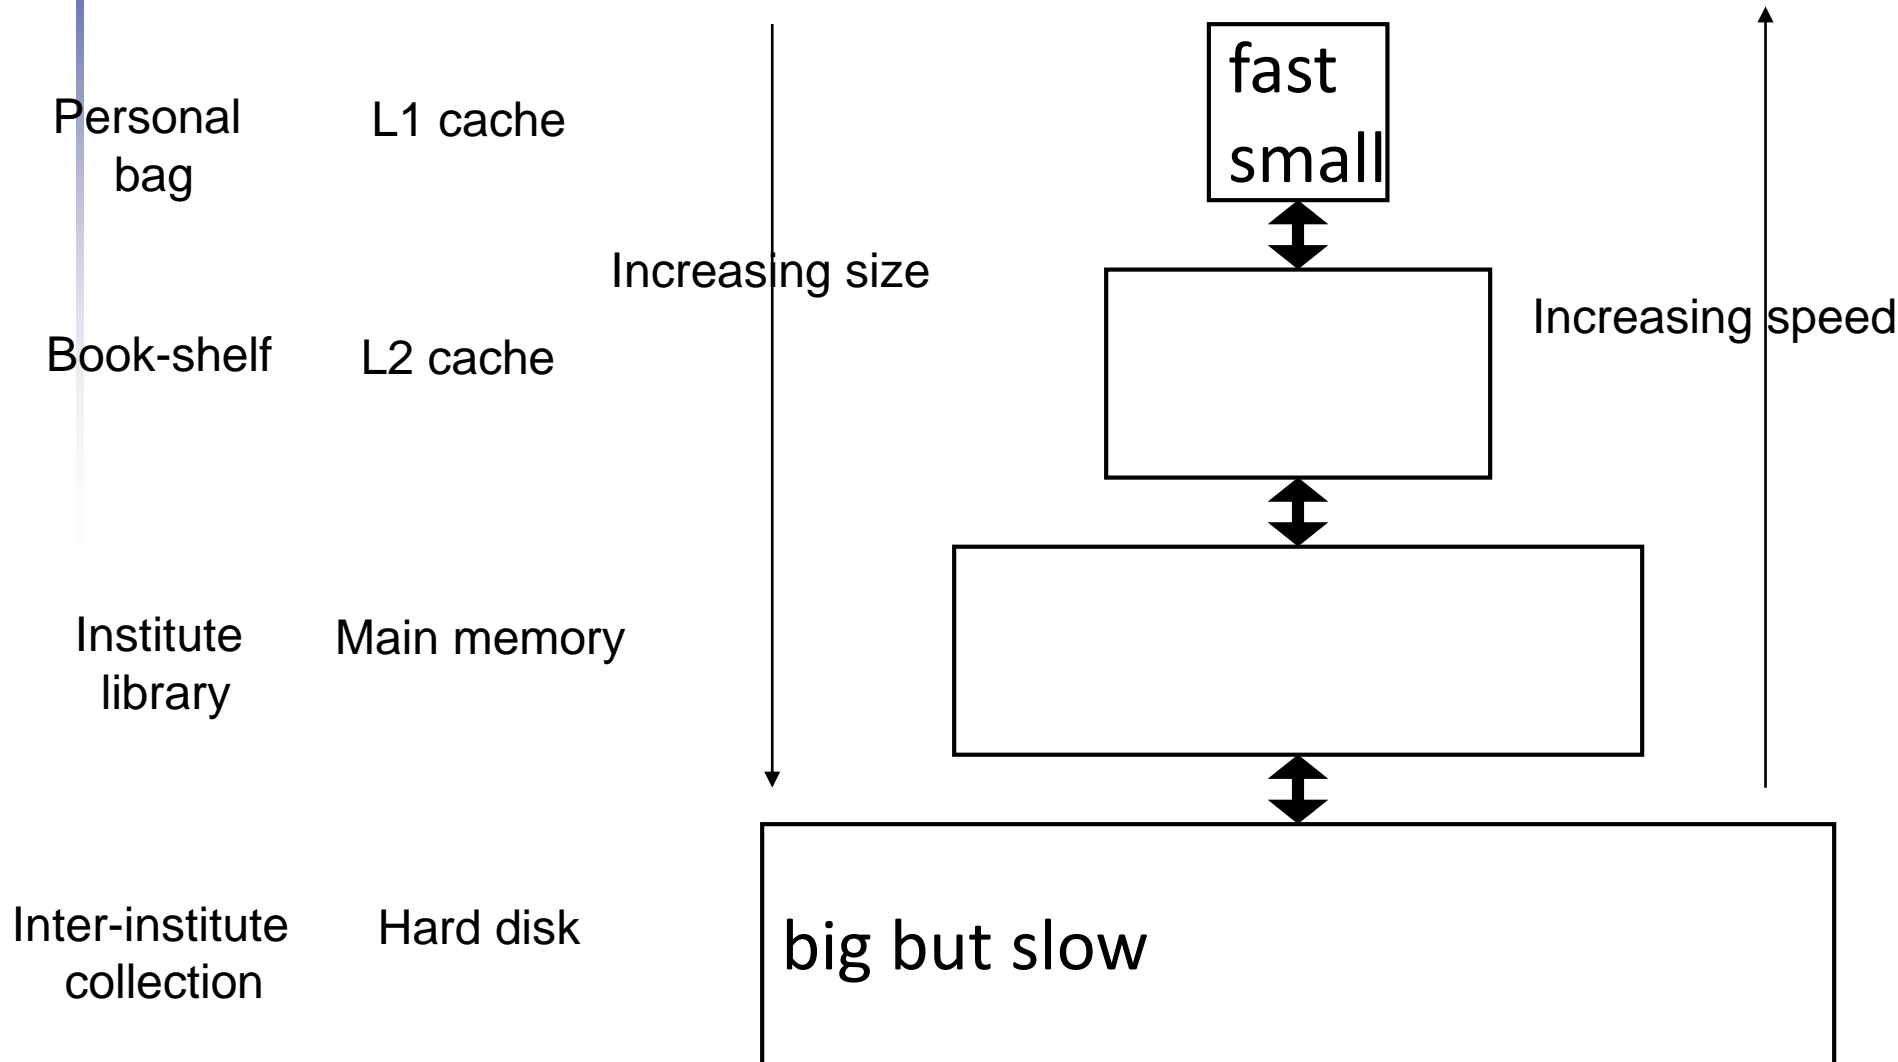 fast
small
Personal
bag
L1 cache
Increasing size
Increasing speed
Book-shelf
L2 cache
Institute
library
Main memory
Inter-institute
collection
Hard disk
big but slow